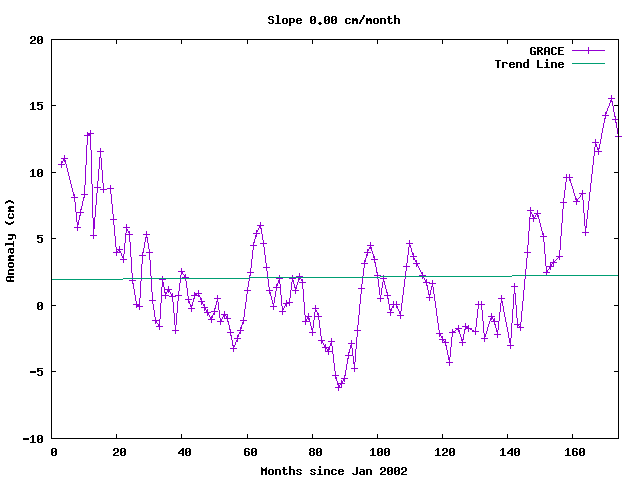 Slope 0.00 cm/month
GRACE
Trend Line
Anomaly (cm)
20
15
10
5
0
-5
-10
0 20 40 60 80 100 120 140 160
Months since Jan 2002